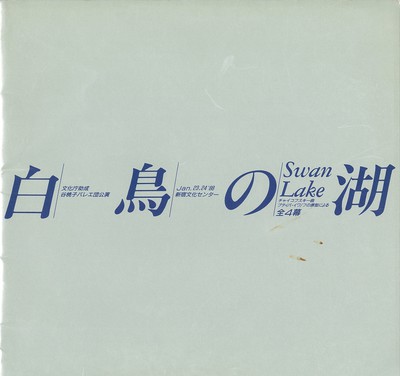 白鳥の湖
文化庁助成
谷桃子バレエ団公演
Jan.23.24'88
新宿文化センター
Swan
Lake
チャイコフスキー曲
全4幕